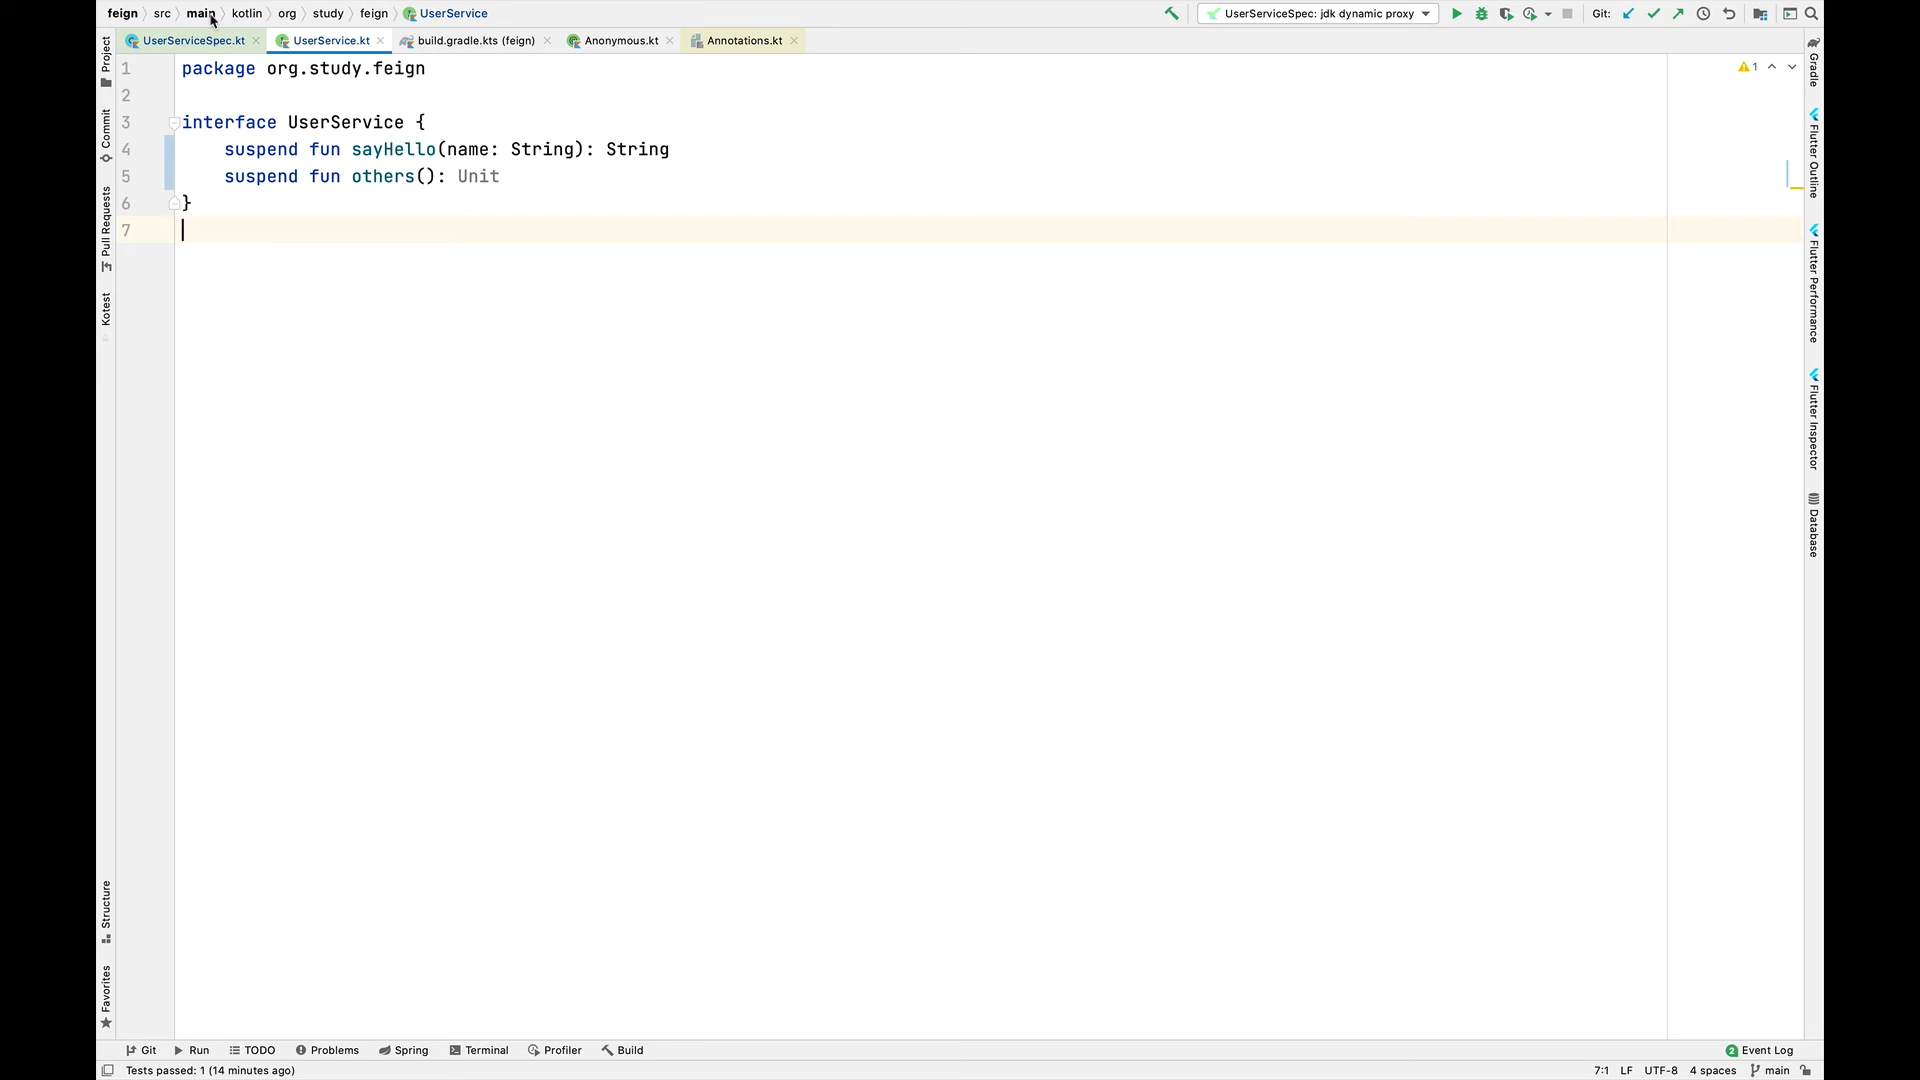 feign src main kotlin org study feign UserService UserServiceSpec: jdk dynamic proxy Git:
UserServiceSpec.kt UserService.kt build.gradle.kts (feign) Anonymous.kt Annotations.kt
1 package org.study.feign
2
3 interface UserService {
4 suspend fun sayHello(name: String): String
5 suspend fun others(): Unit
6 }
7
1
Project
Commit
Pull Requests
Kotest
Structure
Favorites
Gradle
Flutter Outline
Flutter Performance
Flutter Inspector
Database
Git Run TODO Problems Spring Terminal Profiler Build 2 Event Log
Tests passed: 1 (14 minutes ago) 7:1 LF UTF-8 4 spaces main